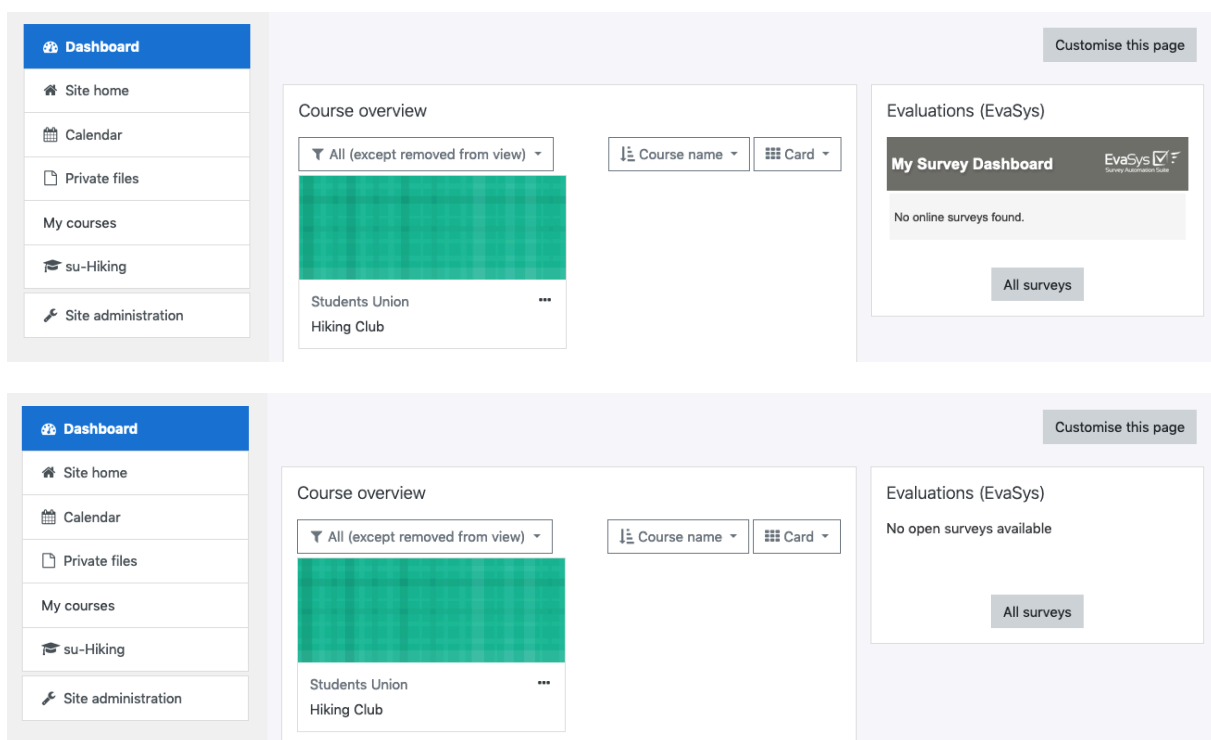 Dashboard
Customise this page
Site home
Course overview
Evaluations (EvaSys)
Calendar
All (except removed from view)
Course name
Card
My Survey Dashboard
EvaSys
Survey Automation Suite
Private files
My courses
No online surveys found.
su-Hiking
All surveys
Students Union
Site administration
Hiking Club
Dashboard
Customise this page
Site home
Course overview
Evaluations (EvaSys)
Calendar
All (except removed from view)
Course name
Card
No open surveys available
Private files
My courses
All surveys
su-Hiking
Students Union
Site administration
Hiking Club